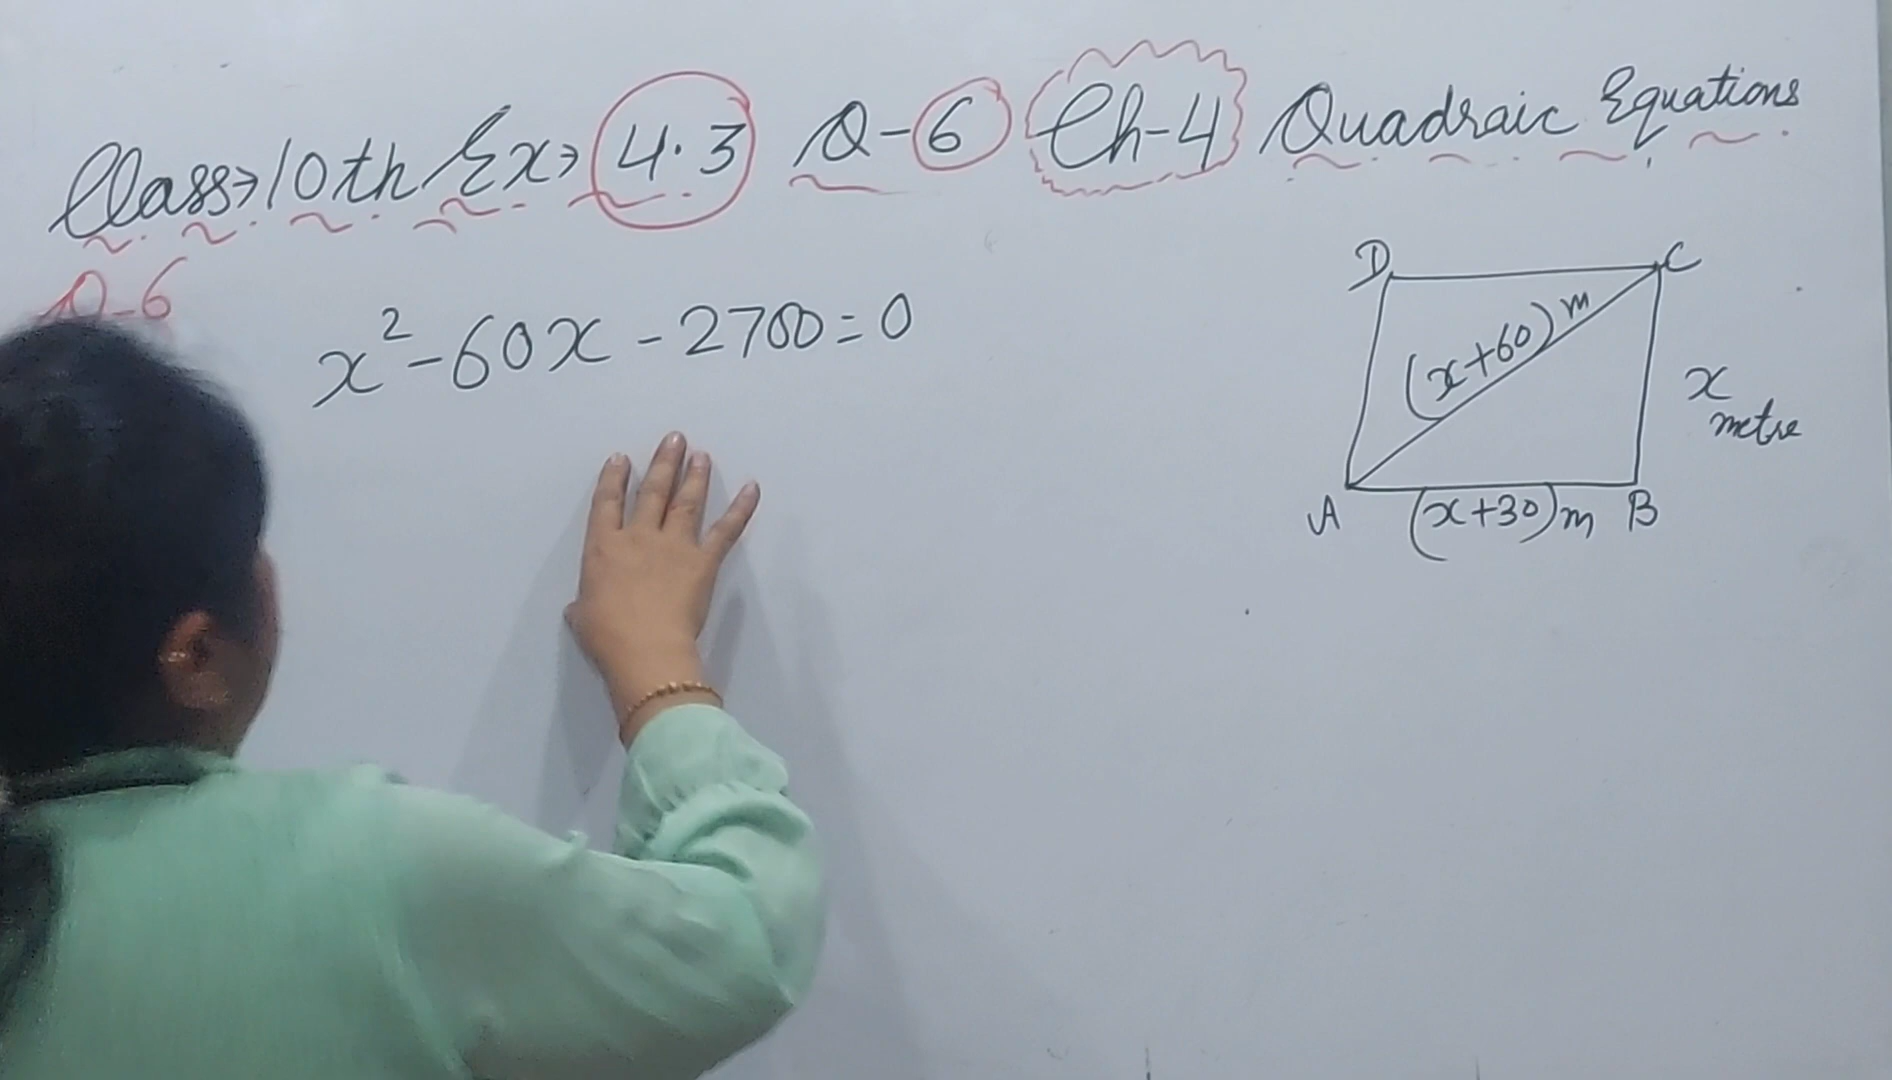 Class→10th Ex→ 4.3 Q-6 Ch-4 Quadraic Equations
Q-6
x²-60x-2700=0
D C
(x+60)m
x
metre
A (x+30)m B